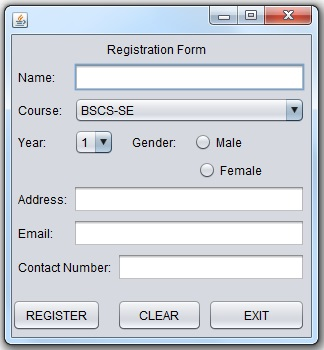 Registration Form
Name:
Course: BSCS-SE
Year: 1 Gender: Male
Female
Address:
Email:
Contact Number:
REGISTER CLEAR EXIT